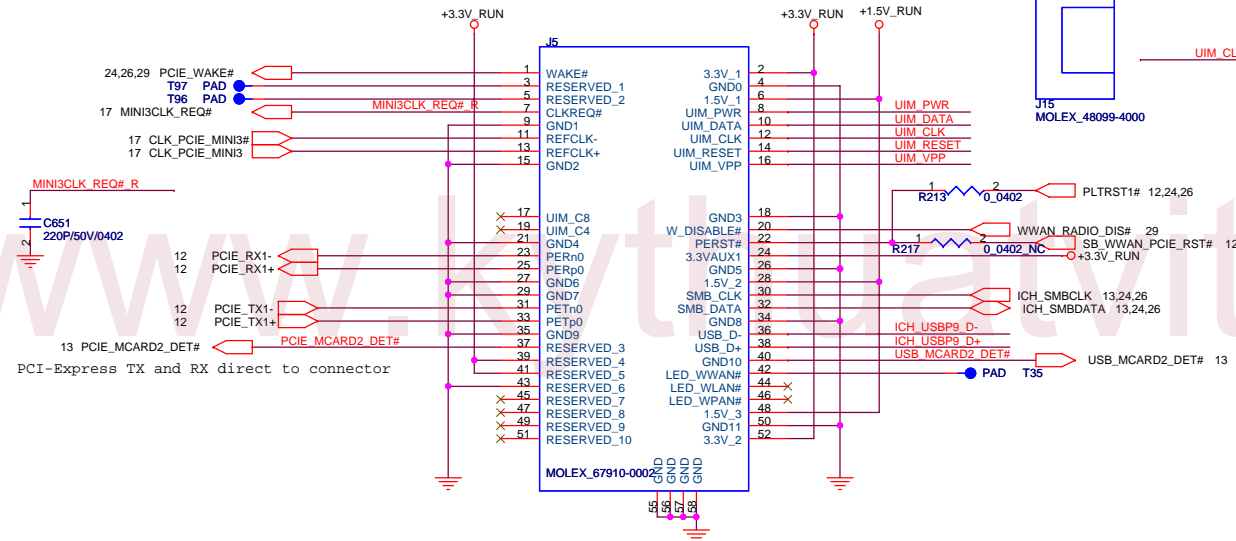 +3.3V_RUN
+3.3V_RUN
+1.5V_RUN
UIM_CL
J5
J15
MOLEX_48099-4000
24,26,29 PCIE_WAKE# 1 WAKE# 3.3V_1 2
T97 PAD 3 RESERVED_1 GND0 4
T96 PAD 5 RESERVED_2 1.5V_1 6
17 MINI3CLK_REQ# MINI3CLK_REQ#_R 7 CLKREQ# UIM_PWR 8 UIM_PWR
9 GND1 UIM_DATA 10 UIM_DATA
17 CLK_PCIE_MINI3# 11 REFCLK- UIM_CLK 12 UIM_CLK
17 CLK_PCIE_MINI3 13 REFCLK+ UIM_RESET 14 UIM_RESET
15 GND2 UIM_VPP 16 UIM_VPP
MINI3CLK_REQ#_R
1
C651
220P/50V/0402
2
R213 1 2 0_0402 PLTRST1# 12,24,26
17 UIM_C8 GND3 18
19 UIM_C4 W_DISABLE# 20 WWAN_RADIO_DIS# 29
21 GND4 PERST# 22 R217 1 2 0_0402_NC SB_WWAN_PCIE_RST# 12
12 PCIE_RX1- 23 PERn0 3.3VAUX1 24 +3.3V_RUN
12 PCIE_RX1+ 25 PERp0 GND5 26
27 GND6 1.5V_2 28
29 GND7 SMB_CLK 30 ICH_SMBCLK 13,24,26
12 PCIE_TX1- 31 PETn0 SMB_DATA 32 ICH_SMBDATA 13,24,26
12 PCIE_TX1+ 33 PETp0 GND8 34
35 GND9 USB_D- 36 ICH_USBP9_D-
13 PCIE_MCARD2_DET# PCIE_MCARD2_DET# 37 RESERVED_3 USB_D+ 38 ICH_USBP9_D+
39 RESERVED_4 GND10 40 USB_MCARD2_DET# USB_MCARD2_DET# 13
PCI-Express TX and RX direct to connector
41 RESERVED_5 LED_WWAN# 42 PAD T35
43 RESERVED_6 LED_WLAN# 44
45 RESERVED_7 LED_WPAN# 46
47 RESERVED_8 1.5V_3 48
49 RESERVED_9 GND11 50
51 RESERVED_10 3.3V_2 52
MOLEX_67910-0002
GND GND GND GND
55 56 57 58
www.kythuatvit